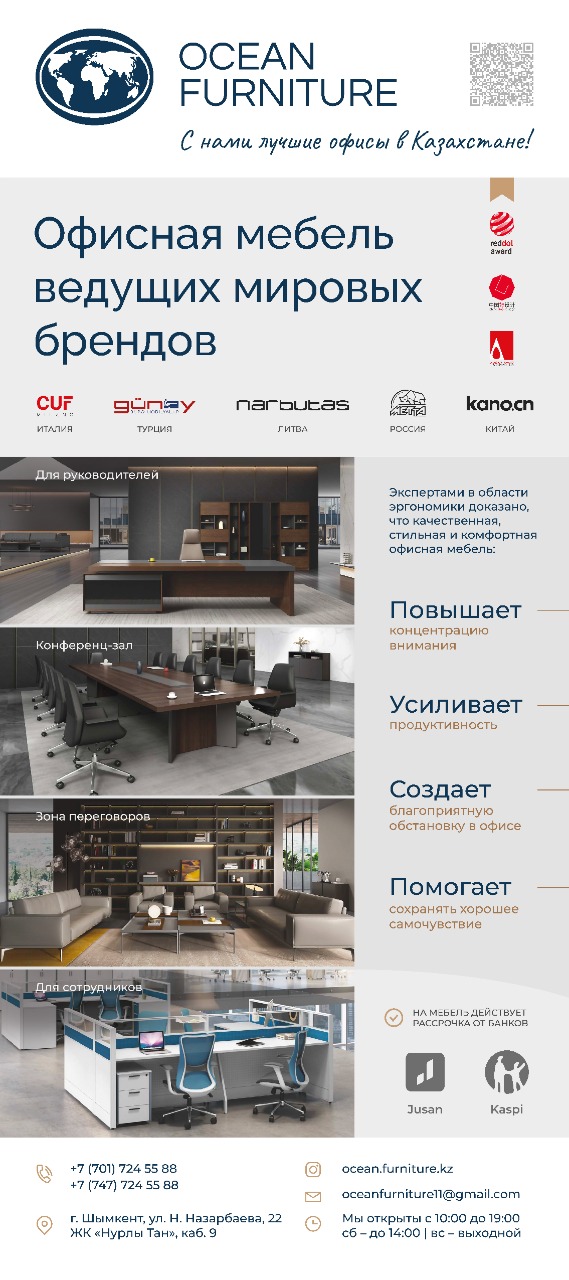 OCEAN
FURNITURE
С нами лучшие офисы в Казахстане!
Офисная мебель
ведущих мировых
брендов
reddot
award
CUF
MILANO
günay
narbutas
METTA
kano.cn
ИТАЛИЯ
ТУРЦИЯ
ЛИТВА
РОССИЯ
КИТАЙ
Для руководителей
Конференц-зал
Зона переговоров
Для сотрудников
Экспертами в области
эргономики доказано,
что качественная,
стильная и комфортная
офисная мебель:
Повышает
концентрацию
внимания
Усиливает
продуктивность
Создает
благоприятную
обстановку в офисе
Помогает
сохранять хорошее
самочувствие
НА МЕБЕЛЬ ДЕЙСТВУЕТ
РАССРОЧКА ОТ БАНКОВ
Jusan
Kaspi
+7 (701) 724 55 88
+7 (747) 724 55 88
г. Шымкент, ул. Н. Назарбаева, 22
ЖК «Нурлы Тан», каб. 9
ocean.furniture.kz
oceanfurniture11@gmail.com
Мы открыты с 10:00 до 19:00
сб – до 14:00 | вс – выходной